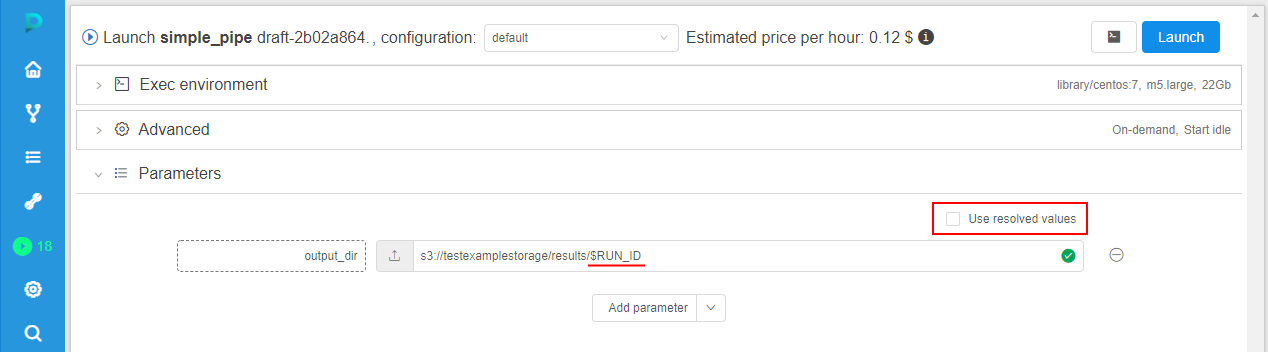 Launch simple_pipe draft-2b02a864. , configuration: default Estimated price per hour: 0.12 $ Launch
Exec environment library/centos:7, m5.large, 22Gb
Advanced On-demand, Start idle
Parameters
Use resolved values
18
output_dir s3://testexamplestorage/results/$RUN_ID
Add parameter